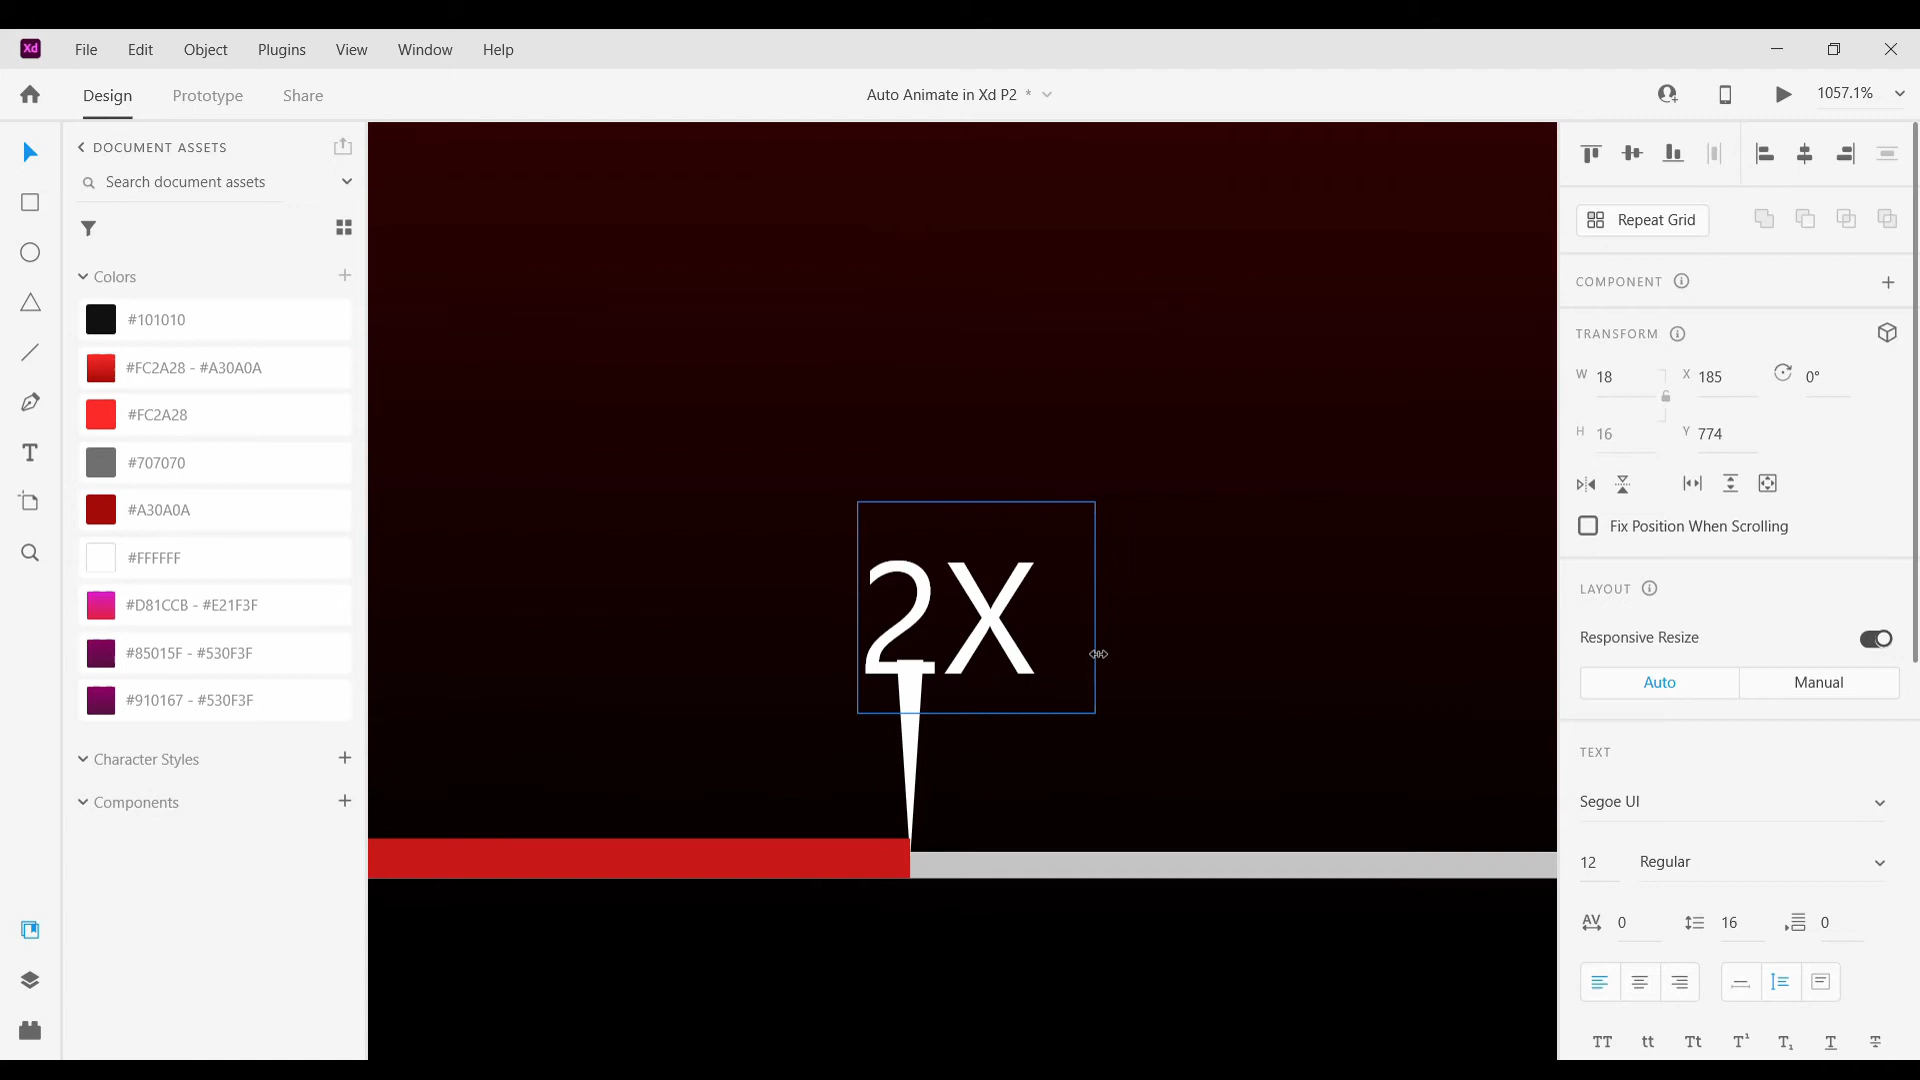 Xd File Edit Object Plugins View Window Help
Design Prototype Share Auto Animate in Xd P2 * 1057.1%
DOCUMENT ASSETS
Search document assets
Colors
#101010
#FC2A28 - #A30A0A
#FC2A28
#707070
#A30A0A
#FFFFFF
#D81CCB - #E21F3F
#85015F - #530F3F
#910167 - #530F3F
Character Styles
Components
2X
Repeat Grid
COMPONENT
TRANSFORM
W 18 X 185 0°
H 16 Y 774
Fix Position When Scrolling
LAYOUT
Responsive Resize
Auto Manual
TEXT
Segoe UI
12 Regular
AV 0 16 0
TT tt Tt T¹ T₁ T T